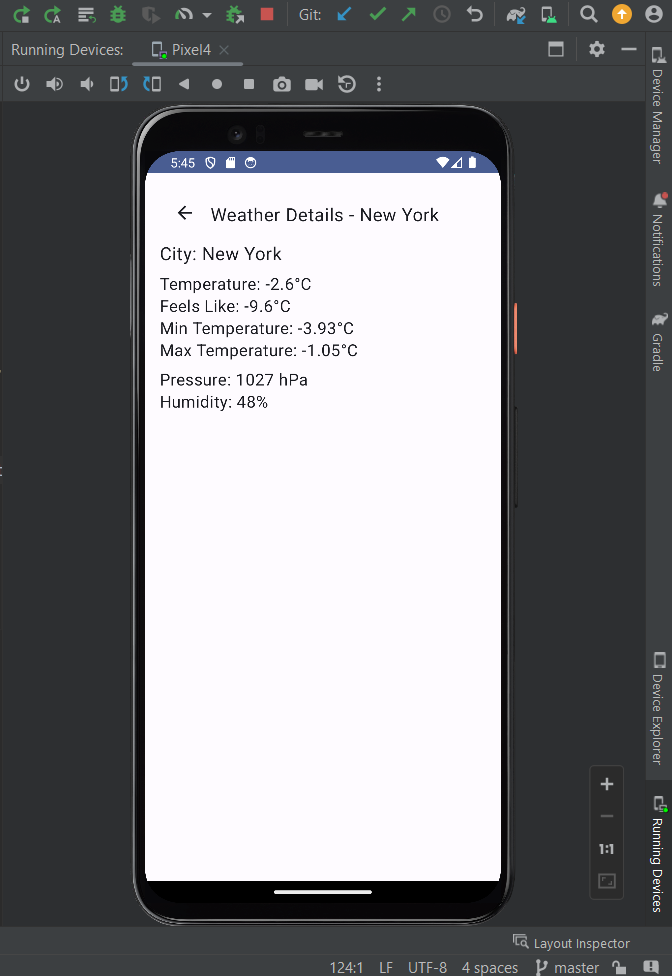 Git:
Running Devices:
Pixel4
5:45
Weather Details - New York
City: New York
Temperature: -2.6°C
Feels Like: -9.6°C
Min Temperature: -3.93°C
Max Temperature: -1.05°C
Pressure: 1027 hPa
Humidity: 48%
Device Manager
Notifications
Gradle
Device Explorer
Running Devices
1:1
Layout Inspector
124:1 LF UTF-8 4 spaces master